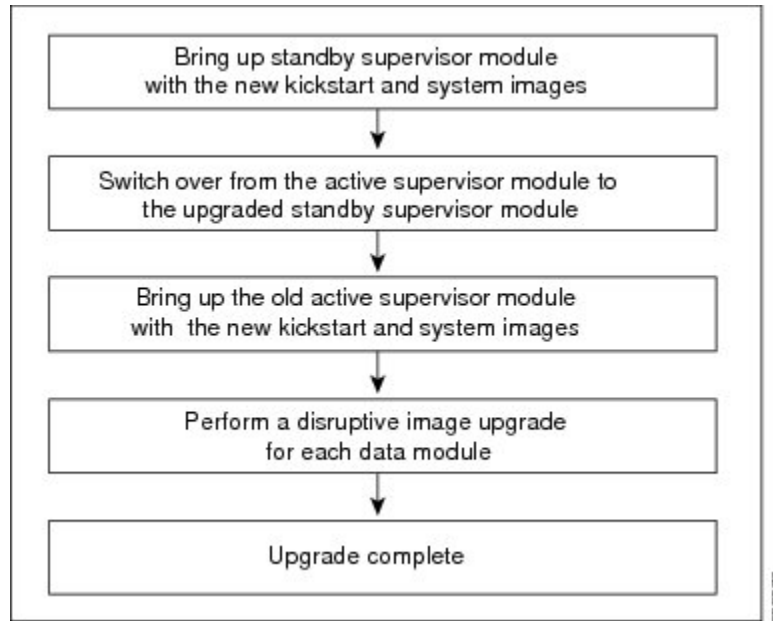 Bring up standby supervisor module
with the new kickstart and system images
Switch over from the active supervisor module to
the upgraded standby supervisor module
Bring up the old active supervisor module
with the new kickstart and system images
Perform a disruptive image upgrade
for each data module
Upgrade complete